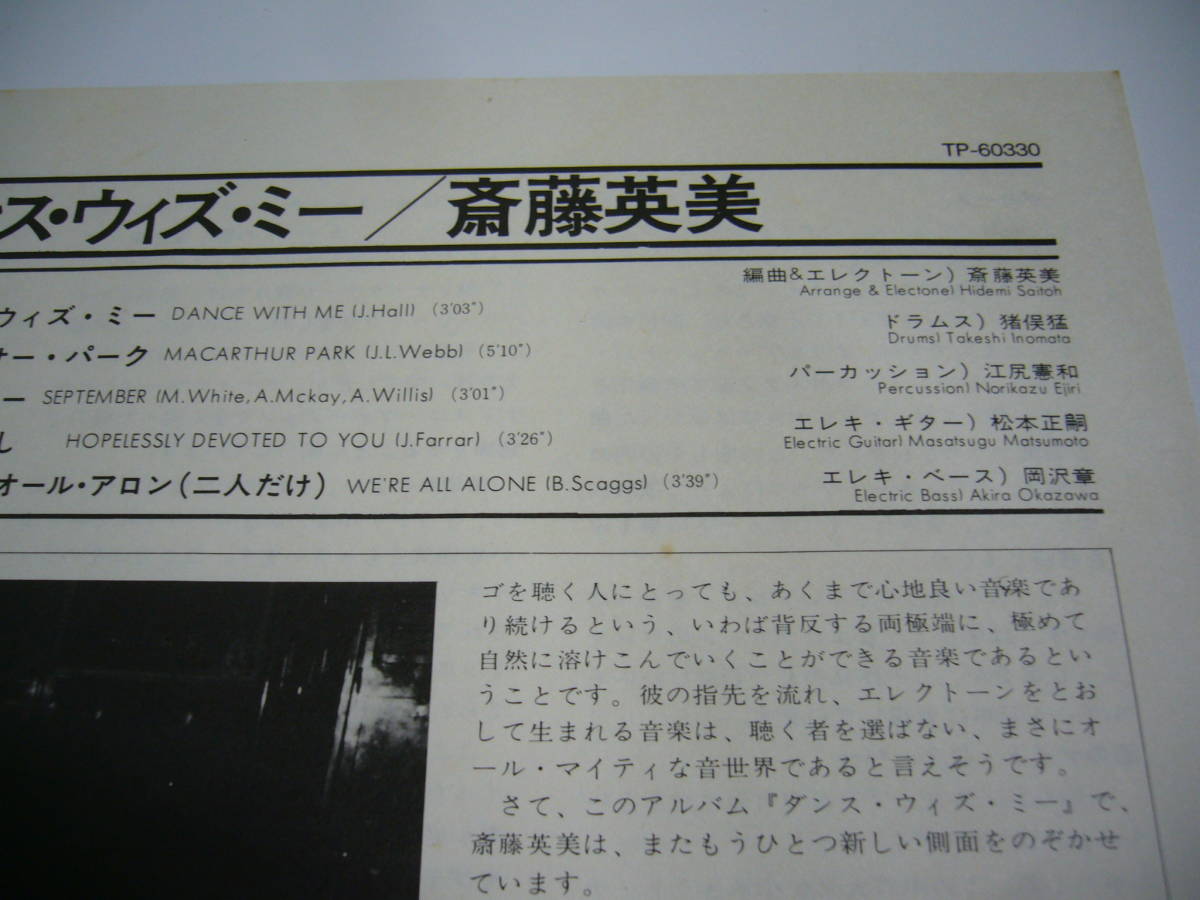 TP-60330
ンス・ウィズ・ミー／斎藤英美
編曲&エレクトーン）斎藤英美
Arrange & Electone) Hidemi Saitoh
ドラムス）猪俣猛
Drums) Takeshi Inomata
パーカッション）江尻憲和
Percussion) Norikazu Ejiri
エレキ・ギター）松本正嗣
Electric Guitar) Masatsugu Matsumoto
エレキ・ベース）岡沢章
Electric Bass) Akira Okazawa
ウィズ・ミー DANCE WITH ME (J.Hall) (3'03")
サー・パーク MACARTHUR PARK (J.L.Webb) (5'10")
ー SEPTEMBER (M.White, A.Mckay, A.Willis) (3'01")
し HOPELESSLY DEVOTED TO YOU (J.Farrar) (3'26")
オール・アロン(二人だけ) WE'RE ALL ALONE (B.Scaggs) (3'39")
ゴを聴く人にとっても、あくまで心地良い音楽であ
り続けるという、いわば背反する両極端に、極めて
自然に溶けこんでいくことができる音楽であるとい
うことです。彼の指先を流れ、エレクトーンをとお
して生まれる音楽は、聴く者を選ばない、まさにオ
ール・マイティな音世界であると言えそうです。
さて、このアルバム『ダンス・ウィズ・ミー』で、
斎藤英美は、またもうひとつ新しい側面をのぞかせ
ています。